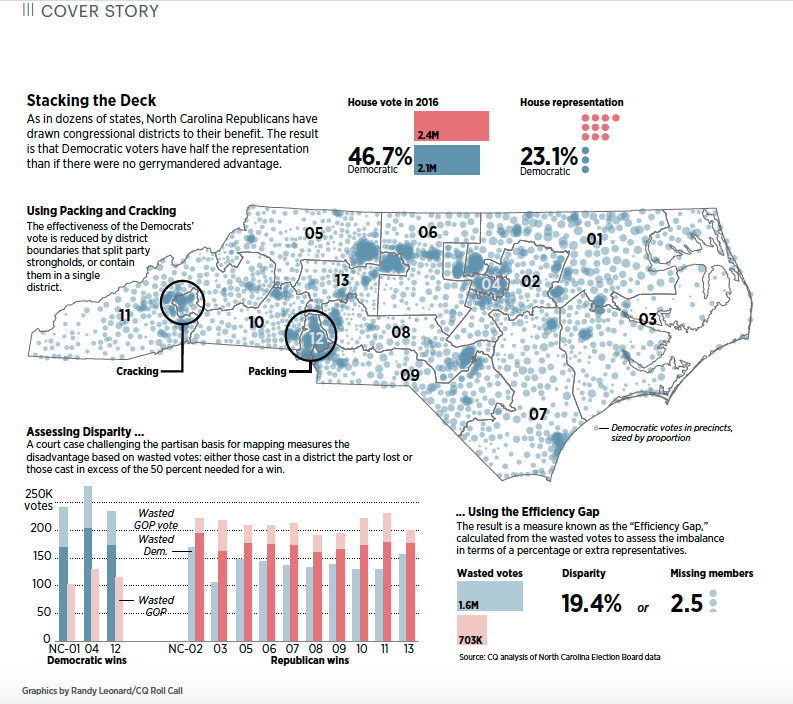 COVER STORY
Stacking the Deck
As in dozens of states, North Carolina Republicans have
drawn congressional districts to their benefit. The result
is that Democratic voters have half the representation
than if there were no gerrymandered advantage.
House vote in 2016
2.4M
46.7%
Democratic
2.1M
House representation
23.1%
Democratic
Using Packing and Cracking
The effectiveness of the Democrats'
vote is reduced by district
boundaries that split party
strongholds, or contain
them in a single
district.
05
06
01
13
04
02
11
10
12
08
03
09
07
Cracking
Packing
Democratic votes in precincts,
sized by proportion
Assessing Disparity ...
A court case challenging the partisan basis for mapping measures the
disadvantage based on wasted votes: either those cast in a district the party lost or
those cast in excess of the 50 percent needed for a win.
250K
votes
200
150
100
50
0
Wasted
GOP vote
Wasted
Dem.
Wasted
GOP
NC-01 04 12
Democratic wins
NC-02 03 05 06 07 08 09 10 11 13
Republican wins
... Using the Efficiency Gap
The result is a measure known as the “Efficiency Gap,”
calculated from the wasted votes to assess the imbalance
in terms of a percentage or extra representatives.
Wasted votes
1.6M
703K
Disparity
19.4% or
Missing members
2.5
Source: CQ analysis of North Carolina Election Board data
Graphics by Randy Leonard/CQ Roll Call